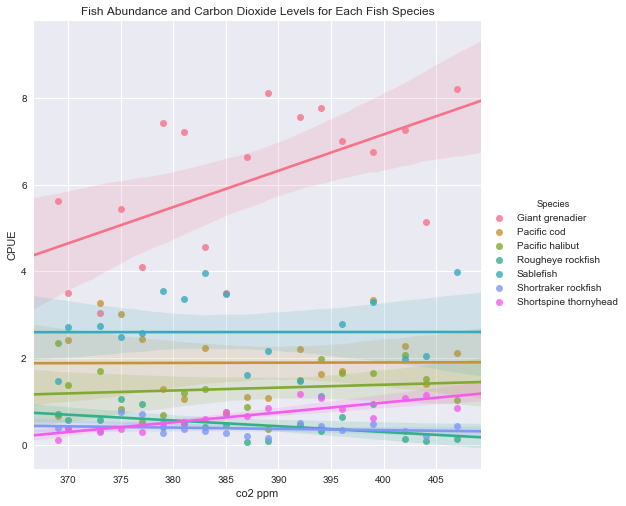 Fish Abundance and Carbon Dioxide Levels for Each Fish Species
8
6
4
2
0
CPUE
370 375 380 385 390 395 400 405
co2 ppm
Species
Giant grenadier
Pacific cod
Pacific halibut
Rougheye rockfish
Sablefish
Shortraker rockfish
Shortspine thornyhead